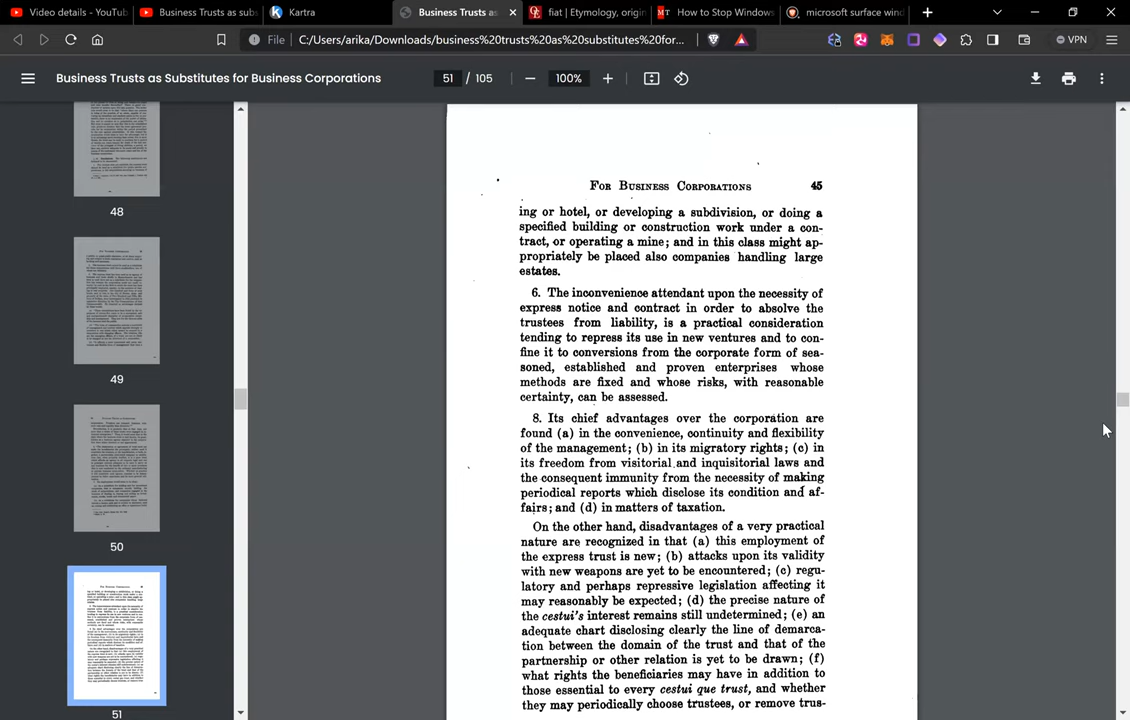 Video details - YouTub
Business Trusts as sub
Kartra
Business Trusts as
fiat | Etymology, origin
How to Stop Windows
microsoft surface wind
File
C:/Users/arika/Downloads/business%20trusts%20as%20substitutes%20for...
VPN
Business Trusts as Substitutes for Business Corporations
51 / 105
100%
48
49
50
51
FOR BUSINESS CORPORATIONS 45
ing or hotel, or developing a subdivision, or doing a
specified building or construction work under a con-
tract, or operating a mine; and in this class might ap-
propriately be placed also companies handling large
estates.
6. The inconvenience attendant upon the necessity of
express notice and contract in order to absolve the
trustees from liability, is a practical consideration
tending to repress its use in new ventures and to con-
fine it to conversions from the corporate form of sea-
soned, established and proven enterprises whose
methods are fixed and whose risks, with reasonable
certainty, can be assessed.
8. Its chief advantages over the corporation are
found (a) in the convenience, continuity and flexibility
of the management; (b) in its migratory rights; (c) in
its freedom from visitorial and inquisitorial laws and
the consequent immunity from the necessity of making
periodical reports which disclose its condition and af-
fairs; and (d) in matters of taxation.
On the other hand, disadvantages of a very practical
nature are recognized in that (a) this employment of
the express trust is new; (b) attacks upon its validity
with new weapons are yet to be encountered; (c) regu-
latory and perhaps repressive legislation affecting it
may reasonably be expected; (d) the precise nature of
the cestui's interest remains still undetermined; (e) an
adequate chart disclosing clearly the line of demarca-
tion between the domain of the trust and that of the
partnership or other relation is yet to be drawn; (f)
what rights the beneficiaries may have in addition to
those essential to every cestui que trust, and whether
they may periodically choose trustees, or remove trus-